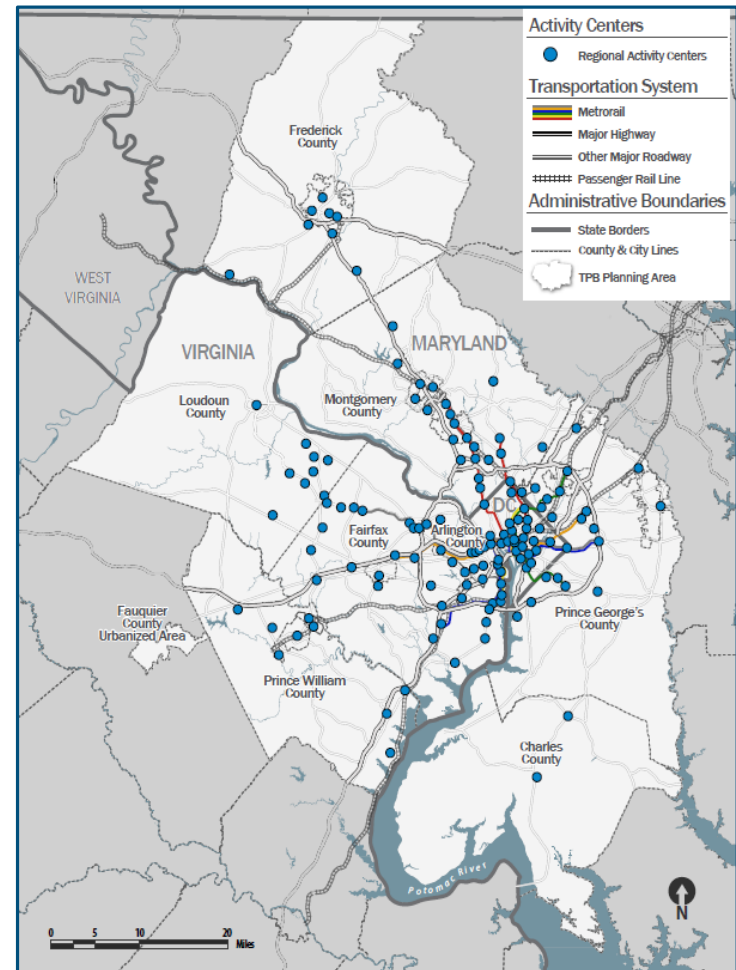 Activity Centers
Regional Activity Centers
Transportation System
Metrorail
Major Highway
Other Major Roadway
Passenger Rail Line
Administrative Boundaries
State Borders
County & City Lines
TPB Planning Area
Frederick
County
WEST
VIRGINIA
VIRGINIA
MARYLAND
Loudoun
County
Montgomery
County
DC
Fairfax
County
Arlington
County
Fauquier
County
Urbanized Area
Prince George's
County
Prince William
County
Charles
County
Potomac River
N
0 5 10 20
Miles